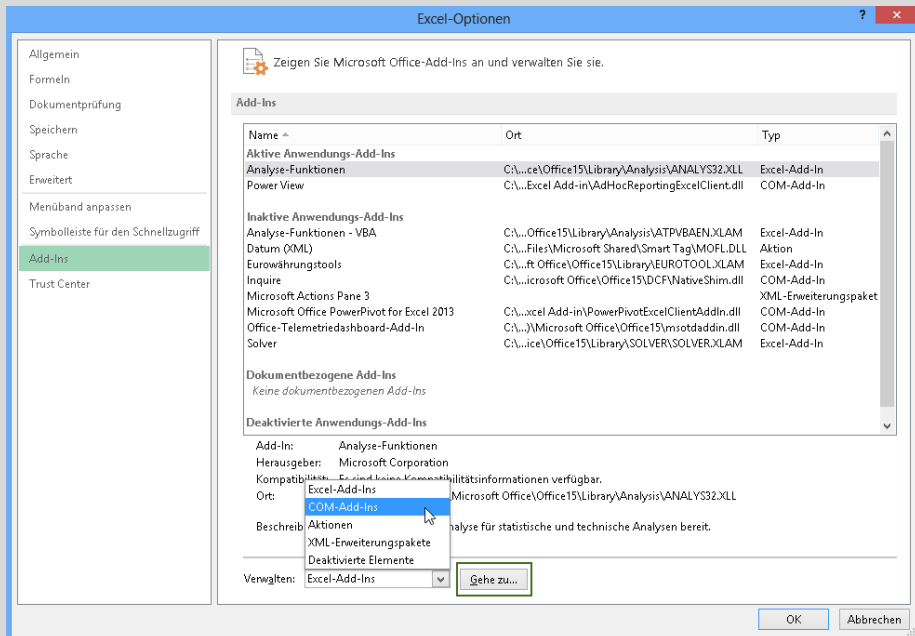 Excel-Optionen
?
Allgemein
Formeln
Dokumentprüfung
Speichern
Sprache
Erweitert
Menüband anpassen
Symbolleiste für den Schnellzugriff
Add-Ins
Trust Center
Zeigen Sie Microsoft Office-Add-Ins an und verwalten Sie sie.
Add-Ins
Name Ort Typ
Aktive Anwendungs-Add-Ins
Analyse-Funktionen C:\...ce\Office15\Library\Analysis\ANALYS32.XLL Excel-Add-In
Power View C:\...Excel Add-in\AdHocReportingExcelClient.dll COM-Add-In
Inaktive Anwendungs-Add-Ins
Analyse-Funktionen - VBA C:\...Office15\Library\Analysis\ATPVBAEN.XLAM Excel-Add-In
Datum (XML) C:\...Files\Microsoft Shared\Smart Tag\MOFL.DLL Aktion
Eurowährungstools C:\...ft Office\Office15\Library\EUROTOOL.XLAM Excel-Add-In
Inquire C:\...icrosoft Office\Office15\DCF\NativeShim.dll COM-Add-In
Microsoft Actions Pane 3 XML-Erweiterungspaket
Microsoft Office PowerPivot for Excel 2013 C:\...xcel Add-in\PowerPivotExcelClientAddIn.dll COM-Add-In
Office-Telemetriedashboard-Add-In C:\...)\Microsoft Office\Office15\msotdaddin.dll COM-Add-In
Solver C:\...ice\Office15\Library\SOLVER\SOLVER.XLAM Excel-Add-In
Dokumentbezogene Add-Ins
Keine dokumentbezogenen Add-Ins
Deaktivierte Anwendungs-Add-Ins
Add-In: Analyse-Funktionen
Herausgeber: Microsoft Corporation
Kompatibilität: Es sind keine Kompatibilitätsinformationen verfügbar.
Ort: \Microsoft Office\Office15\Library\Analysis\ANALYS32.XLL
Beschreib alyse für statistische und technische Analysen bereit.
Excel-Add-Ins
COM-Add-Ins
Aktionen
XML-Erweiterungspakete
Deaktivierte Elemente
Verwalten: Excel-Add-Ins Gehe zu...
OK Abbrechen